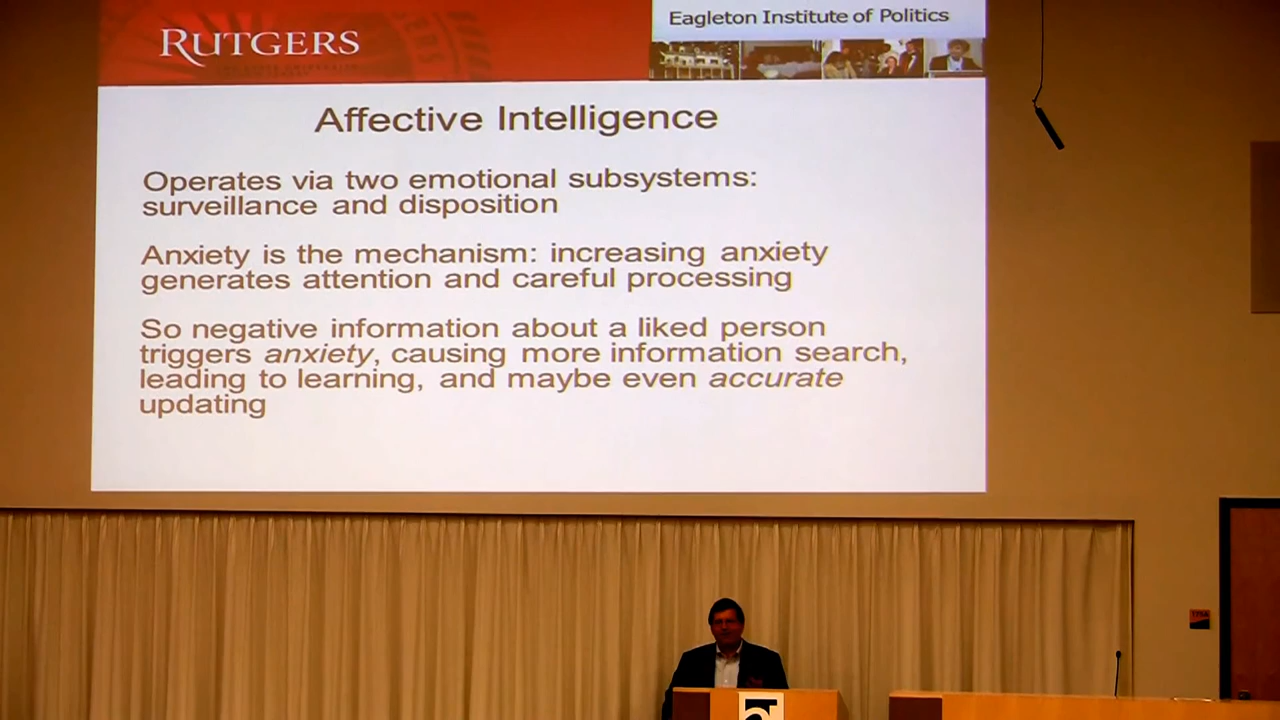 RUTGERS
Eagleton Institute of Politics
Affective Intelligence
Operates via two emotional subsystems:
surveillance and disposition
Anxiety is the mechanism: increasing anxiety
generates attention and careful processing
So negative information about a liked person
triggers anxiety, causing more information search,
leading to learning, and maybe even accurate
updating